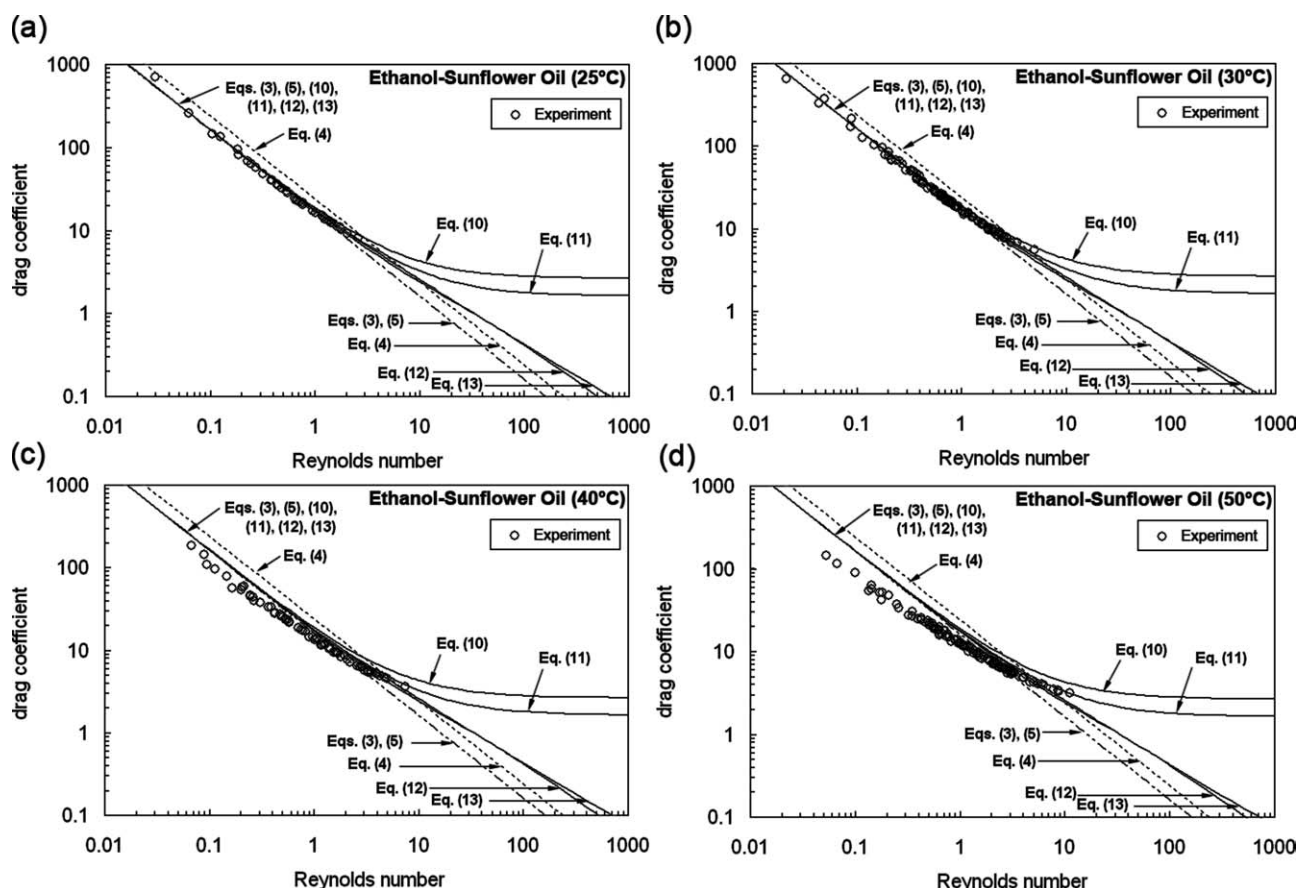 (a)
Ethanol-Sunflower Oil (25°C)
Experiment
Eqs. (3), (5), (10),
(11), (12), (13)
Eq. (4)
Eq. (10)
Eq. (11)
Eqs. (3), (5)
Eq. (4)
Eq. (12)
Eq. (13)
1000
100
10
1
0.1
drag coefficient
0.01 0.1 1 10 100 1000
Reynolds number
(b)
Ethanol-Sunflower Oil (30°C)
Experiment
Eqs. (3), (5), (10),
(11), (12), (13)
Eq. (4)
Eq. (10)
Eq. (11)
Eqs. (3), (5)
Eq. (4)
Eq. (12)
Eq. (13)
1000
100
10
1
0.1
drag coefficient
0.01 0.1 1 10 100 1000
Reynolds number
(c)
Ethanol-Sunflower Oil (40°C)
Experiment
Eqs. (3), (5), (10),
(11), (12), (13)
Eq. (4)
Eq. (10)
Eq. (11)
Eqs. (3), (5)
Eq. (4)
Eq. (12)
Eq. (13)
1000
100
10
1
0.1
drag coefficient
0.01 0.1 1 10 100 1000
Reynolds number
(d)
Ethanol-Sunflower Oil (50°C)
Experiment
Eqs. (3), (5), (10),
(11), (12), (13)
Eq. (4)
Eq. (10)
Eq. (11)
Eqs. (3), (5)
Eq. (4)
Eq. (12)
Eq. (13)
1000
100
10
1
0.1
drag coefficient
0.01 0.1 1 10 100 1000
Reynolds number